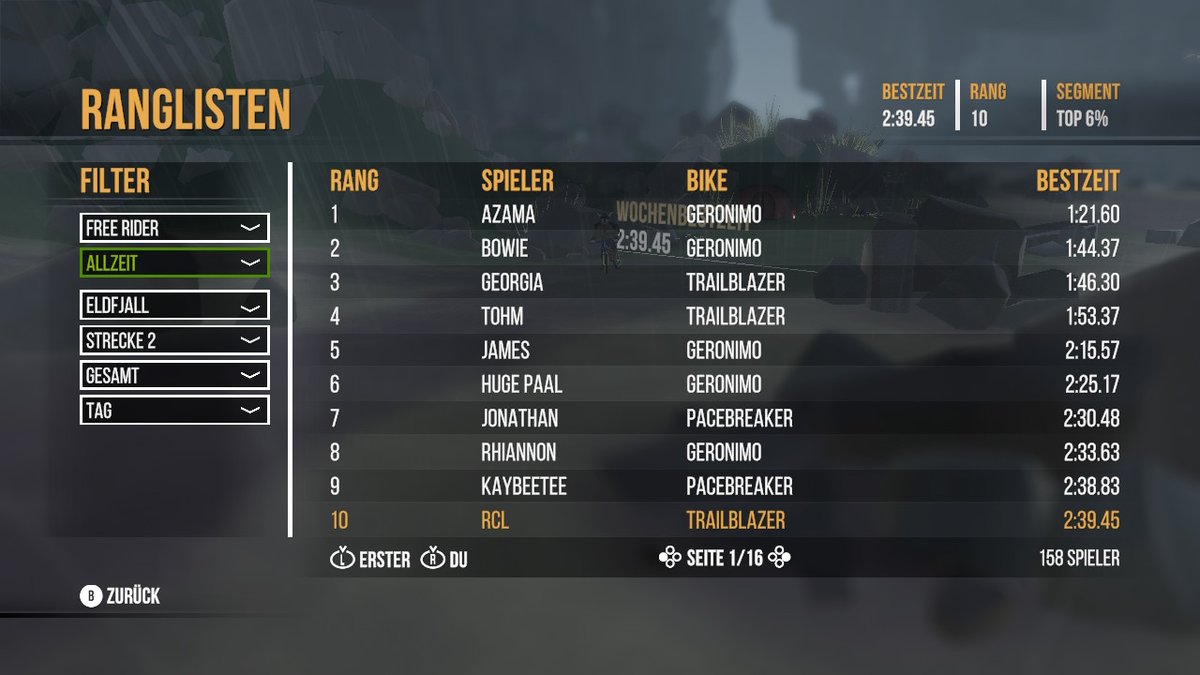 RANGLISTEN
BESTZEIT RANG SEGMENT
2:39.45 10 TOP 6%
FILTER
FREE RIDER
ALLZEIT
ELDFJALL
STRECKE 2
GESAMT
TAG
RANG SPIELER BIKE BESTZEIT
1 AZAMA GERONIMO 1:21.60
2 BOWIE GERONIMO 1:44.37
3 GEORGIA TRAILBLAZER 1:46.30
4 TOHM TRAILBLAZER 1:53.37
5 JAMES GERONIMO 2:15.57
6 HUGE PAAL GERONIMO 2:25.17
7 JONATHAN PACEBREAKER 2:30.48
8 RHIANNON GERONIMO 2:33.63
9 KAYBEETEE PACEBREAKER 2:38.83
10 RCL TRAILBLAZER 2:39.45
WOCHENBESTZEIT
2:39.45
L ERSTER R DU SEITE 1/16 158 SPIELER
B ZURÜCK